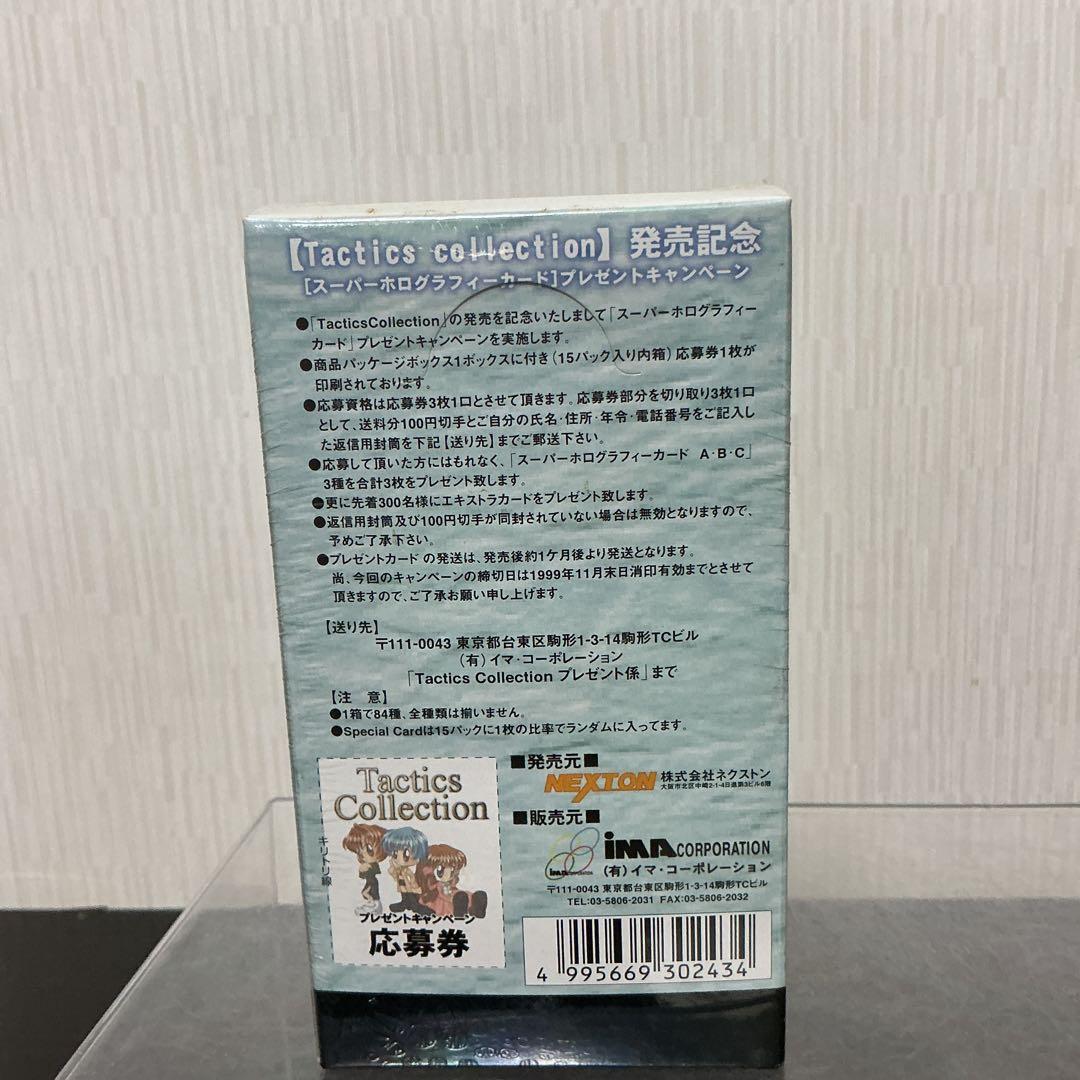 【Tactics collection】発売記念
[スーパーホログラフィーカード]プレゼントキャンペーン
●「TacticsCollection」の発売を記念いたしまして「スーパーホログラフィー
カード」プレゼントキャンペーンを実施します。
●商品パッケージボックス1ボックスに付き(15パック入り内箱)応募券1枚が
印刷されております。
●応募資格は応募券3枚1口とさせて頂きます。応募券部分を切り取り3枚1口
として、送料分100円切手とご自分の氏名・住所・年令・電話番号をご記入し
た返信用封筒を下記【送り先】までご郵送下さい。
●応募して頂いた方にはもれなく、「スーパーホログラフィーカード A・B・C」
3種を合計3枚をプレゼント致します。
●更に先着300名様にエキストラカードをプレゼント致します。
●返信用封筒及び100円切手が同封されていない場合は無効となりますので、
予めご了承下さい。
●プレゼントカードの発送は、発売後約1ケ月後より発送となります。
尚、今回のキャンペーンの締切日は1999年11月末日消印有効までとさせて
頂きますので、ご了承お願い申し上げます。
【送り先】
〒111-0043 東京都台東区駒形1-3-14駒形TCビル
(有)イマ・コーポレーション
「Tactics Collection プレゼント係」まで
【注 意】
●1箱で84種、全種類は揃いません。
●Special Cardは15パックに1枚の比率でランダムに入ってます。
キリトリ線
Tactics
Collection
プレゼントキャンペーン
応募券
■発売元■
NEXTON 株式会社ネクストン
大阪市北区中崎2-1-4日進第3ビル6階
■販売元■
iMA CORPORATION
(有)イマ・コーポレーション
〒111-0043 東京都台東区駒形1-3-14駒形TCビル
TEL:03-5806-2031 FAX:03-5806-2032
4 995669 302434